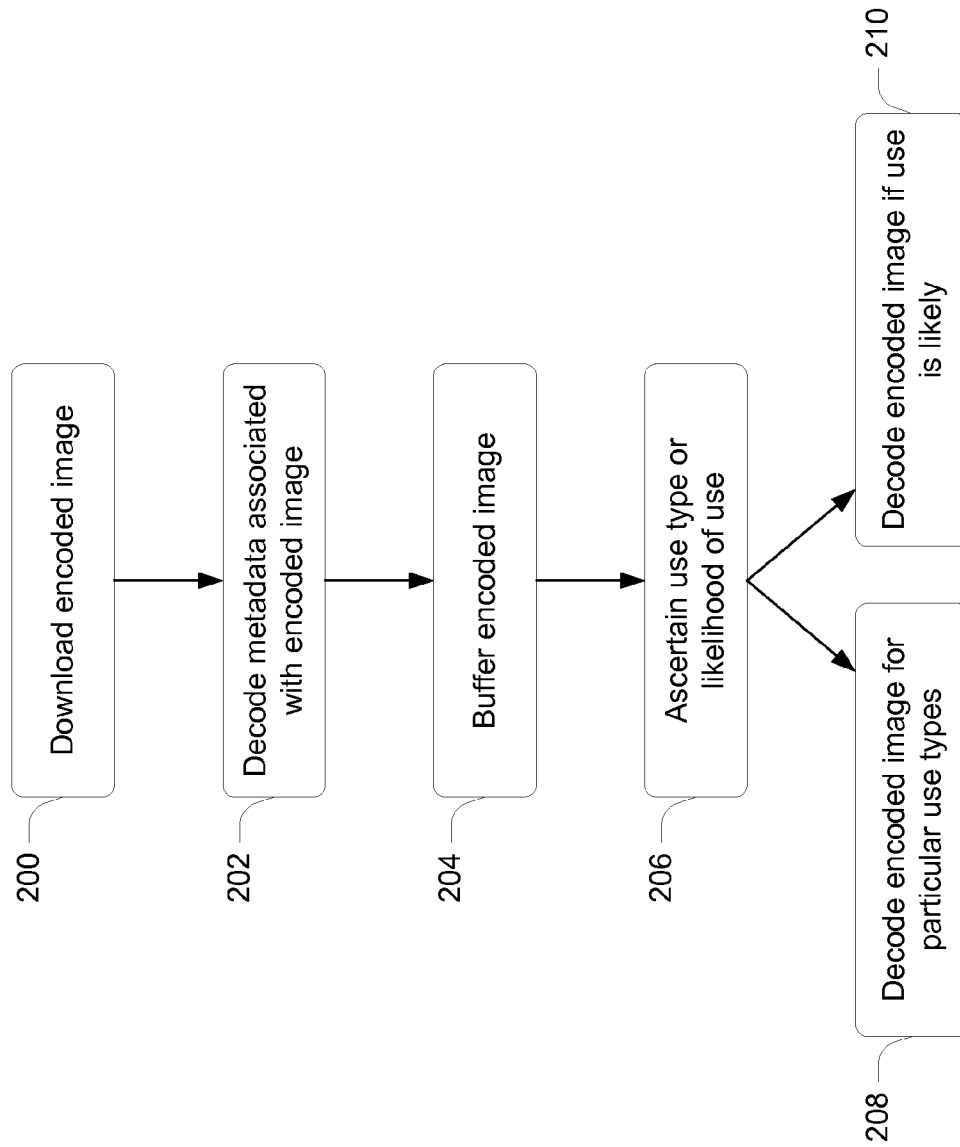 200
Download encoded image
202
Decode metadata associated
with encoded image
204
Buffer encoded image
206
Ascertain use type or
likelihood of use
208
Decode encoded image for
particular use types
210
Decode encoded image if use
is likely